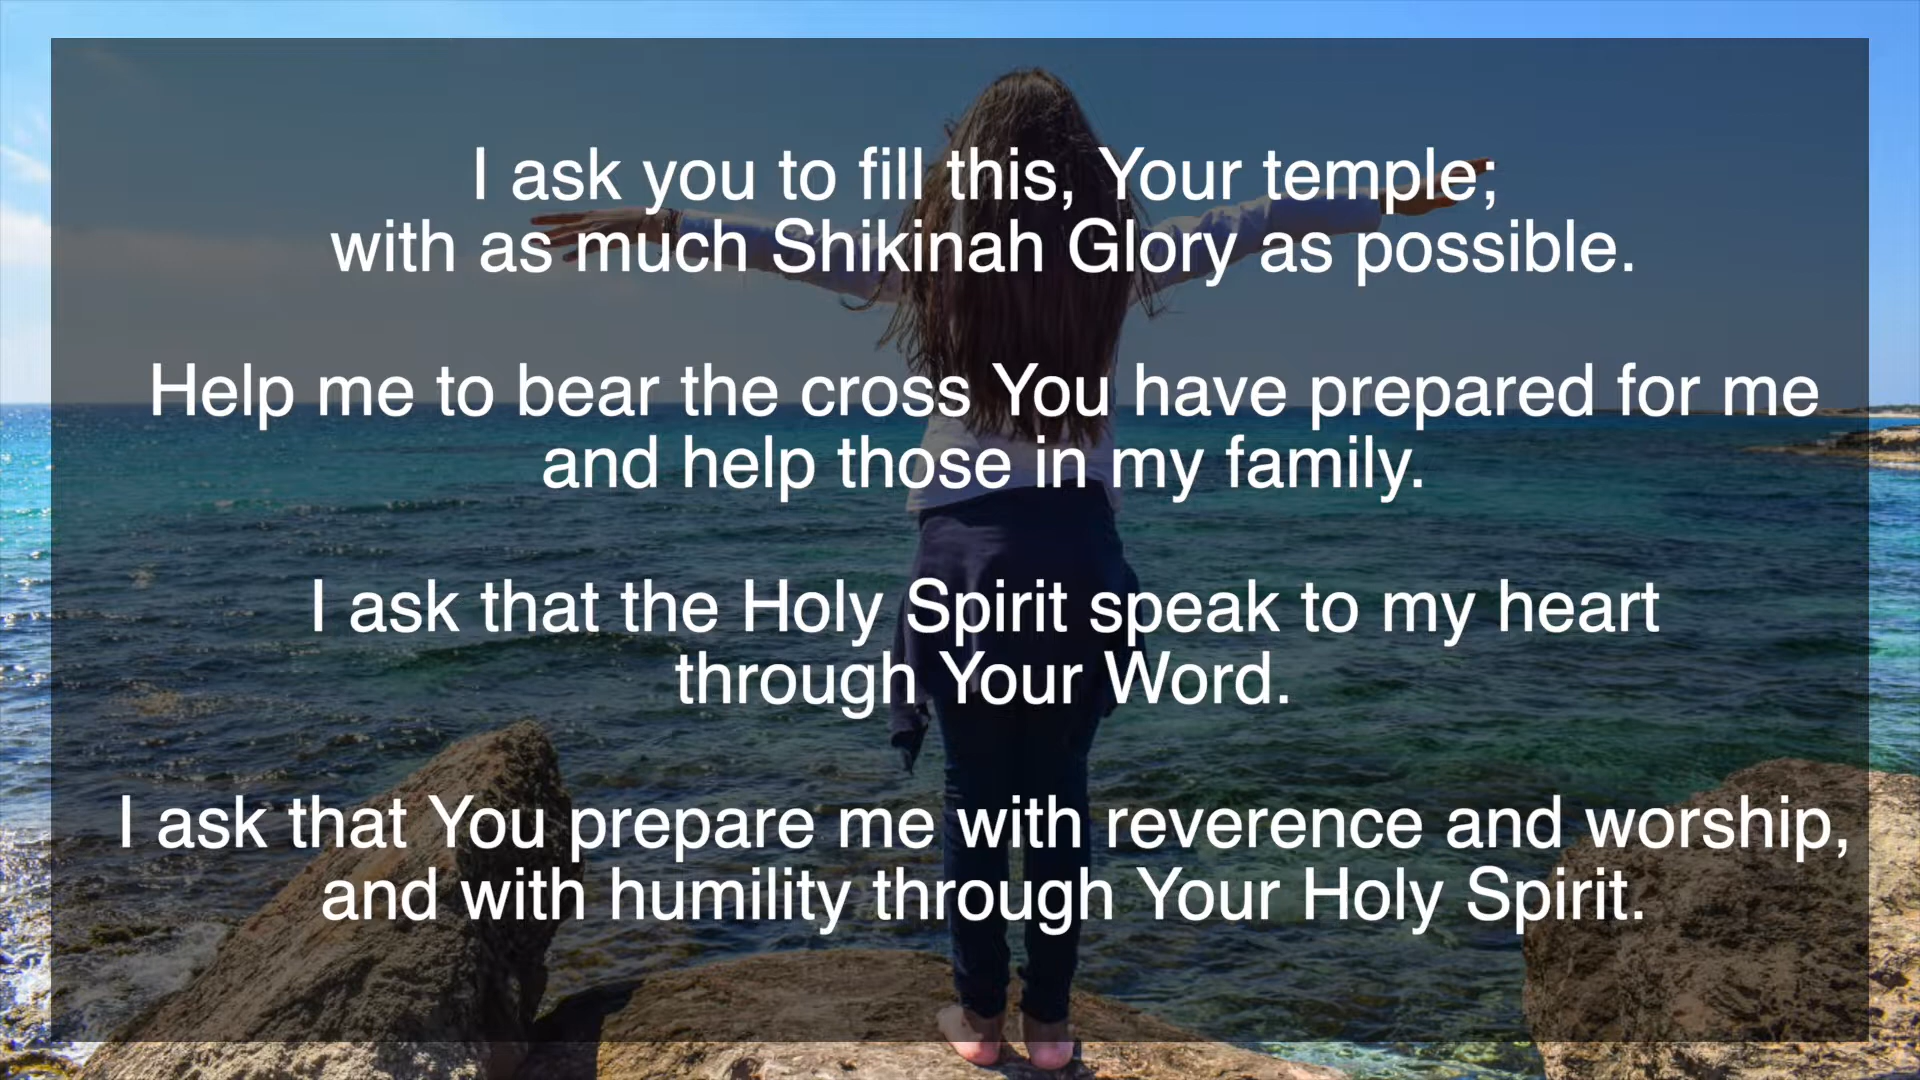 I ask you to fill this, Your temple;
with as much Shikinah Glory as possible.
Help me to bear the cross You have prepared for me
and help those in my family.
I ask that the Holy Spirit speak to my heart
through Your Word.
I ask that You prepare me with reverence and worship,
and with humility through Your Holy Spirit.